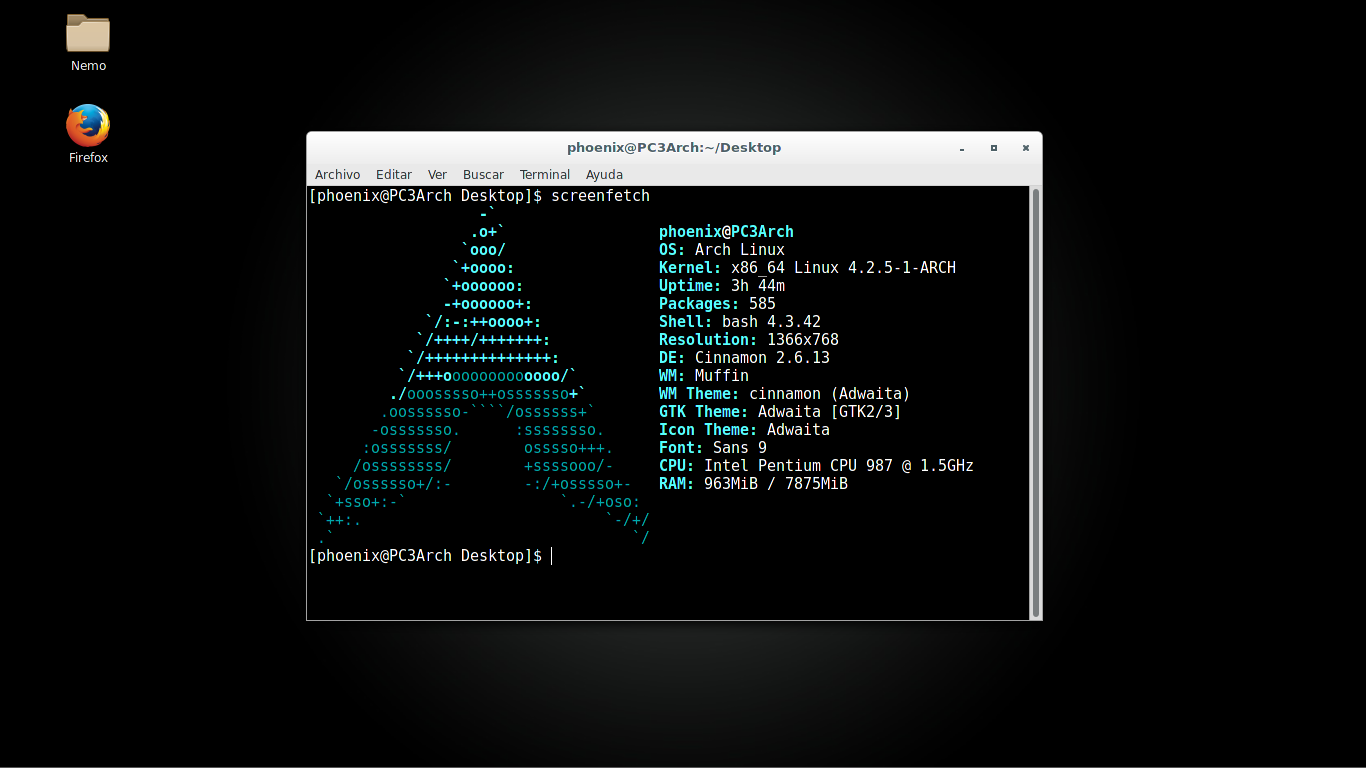 Nemo
Firefox
phoenix@PC3Arch:~/Desktop
Archivo Editar Ver Buscar Terminal Ayuda
[phoenix@PC3Arch Desktop]$ screenfetch
                   -`
                  .o+`                 phoenix@PC3Arch
                 `ooo/                 OS: Arch Linux
                `+oooo:                Kernel: x86_64 Linux 4.2.5-1-ARCH
               `+oooooo:               Uptime: 3h 44m
               -+oooooo+:              Packages: 585
             `/:-:++oooo+:             Shell: bash 4.3.42
            `/++++/+++++++:            Resolution: 1366x768
           `/++++++++++++++:           DE: Cinnamon 2.6.13
          `/+++ooooooooooooo/`         WM: Muffin
         ./ooosssso++osssssso+`        WM Theme: cinnamon (Adwaita)
        .oossssso-````/ossssss+`       GTK Theme: Adwaita [GTK2/3]
       -osssssso.      :ssssssso.      Icon Theme: Adwaita
      :osssssss/        osssso+++.     Font: Sans 9
     /ossssssss/        +ssssooo/-     CPU: Intel Pentium CPU 987 @ 1.5GHz
   `/ossssso+/:-        -:/+osssso+-   RAM: 963MiB / 7875MiB
  `+sso+:-`                 `.-/+oso:
 `++:.                           `-/+/
 .`                                 `/
[phoenix@PC3Arch Desktop]$